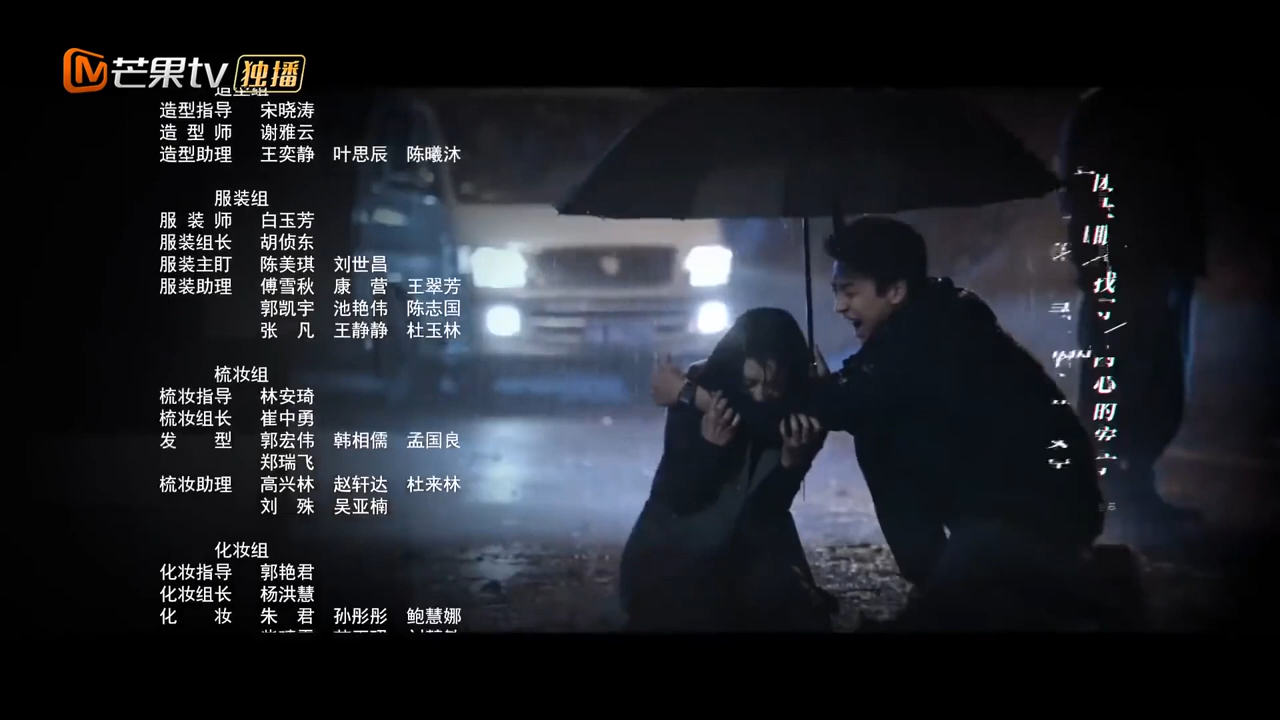 芒果tv 独播
造型组
造型指导 宋晓涛
造 型 师 谢雅云
造型助理 王奕静 叶思辰 陈曦沐
服装组
服 装 师 白玉芳
服装组长 胡侦东
服装主盯 陈美琪 刘世昌
服装助理 傅雪秋 康 营 王翠芳
郭凯宇 池艳伟 陈志国
张 凡 王静静 杜玉林
梳妆组
梳妆指导 林安琦
梳妆组长 崔中勇
发 型 郭宏伟 韩相儒 孟国良
郑瑞飞
梳妆助理 高兴林 赵轩达 杜来林
刘 殊 吴亚楠
化妆组
化妆指导 郭艳君
化妆组长 杨洪慧
化 妆 朱 君 孙彤彤 鲍慧娜
心的安宁